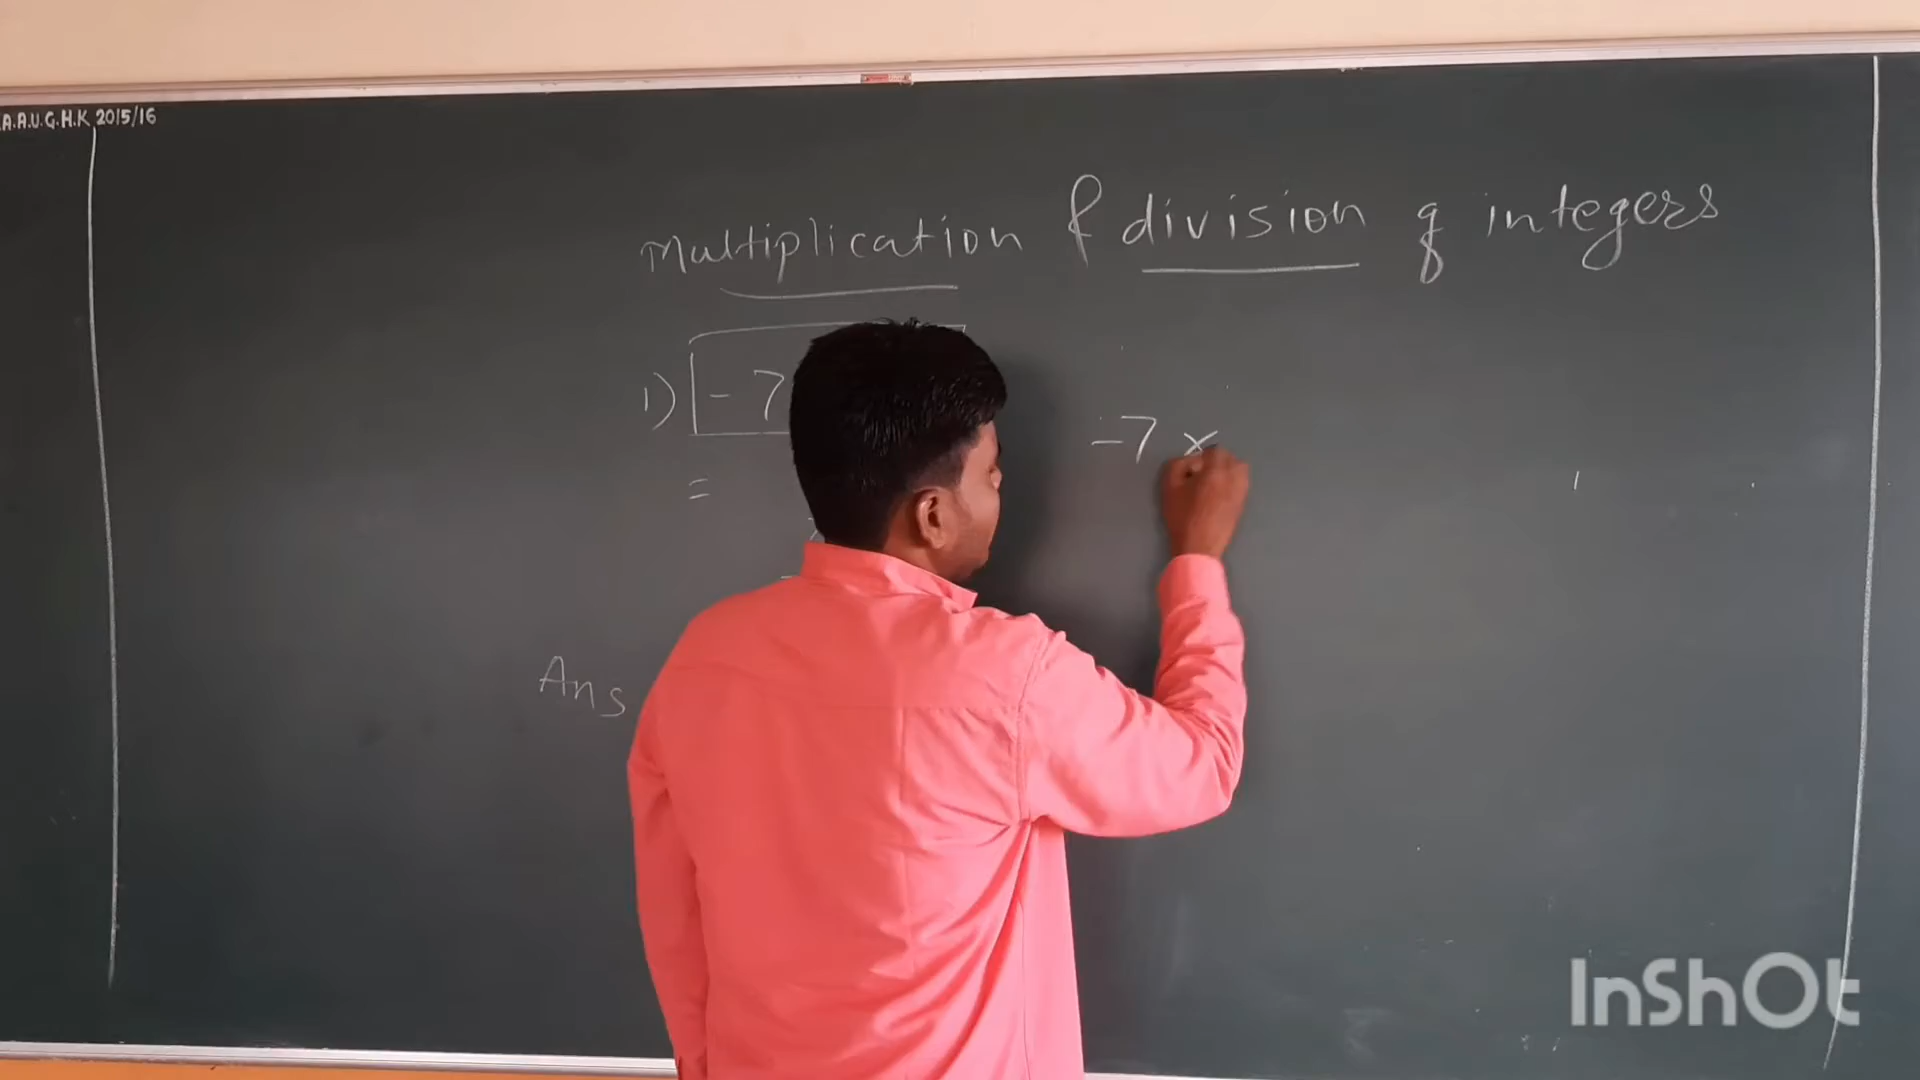 A.A.U.G.H.K 2015/16
Multiplication & division of integers
1) -7
-7 ×
=
Ans
InShOt